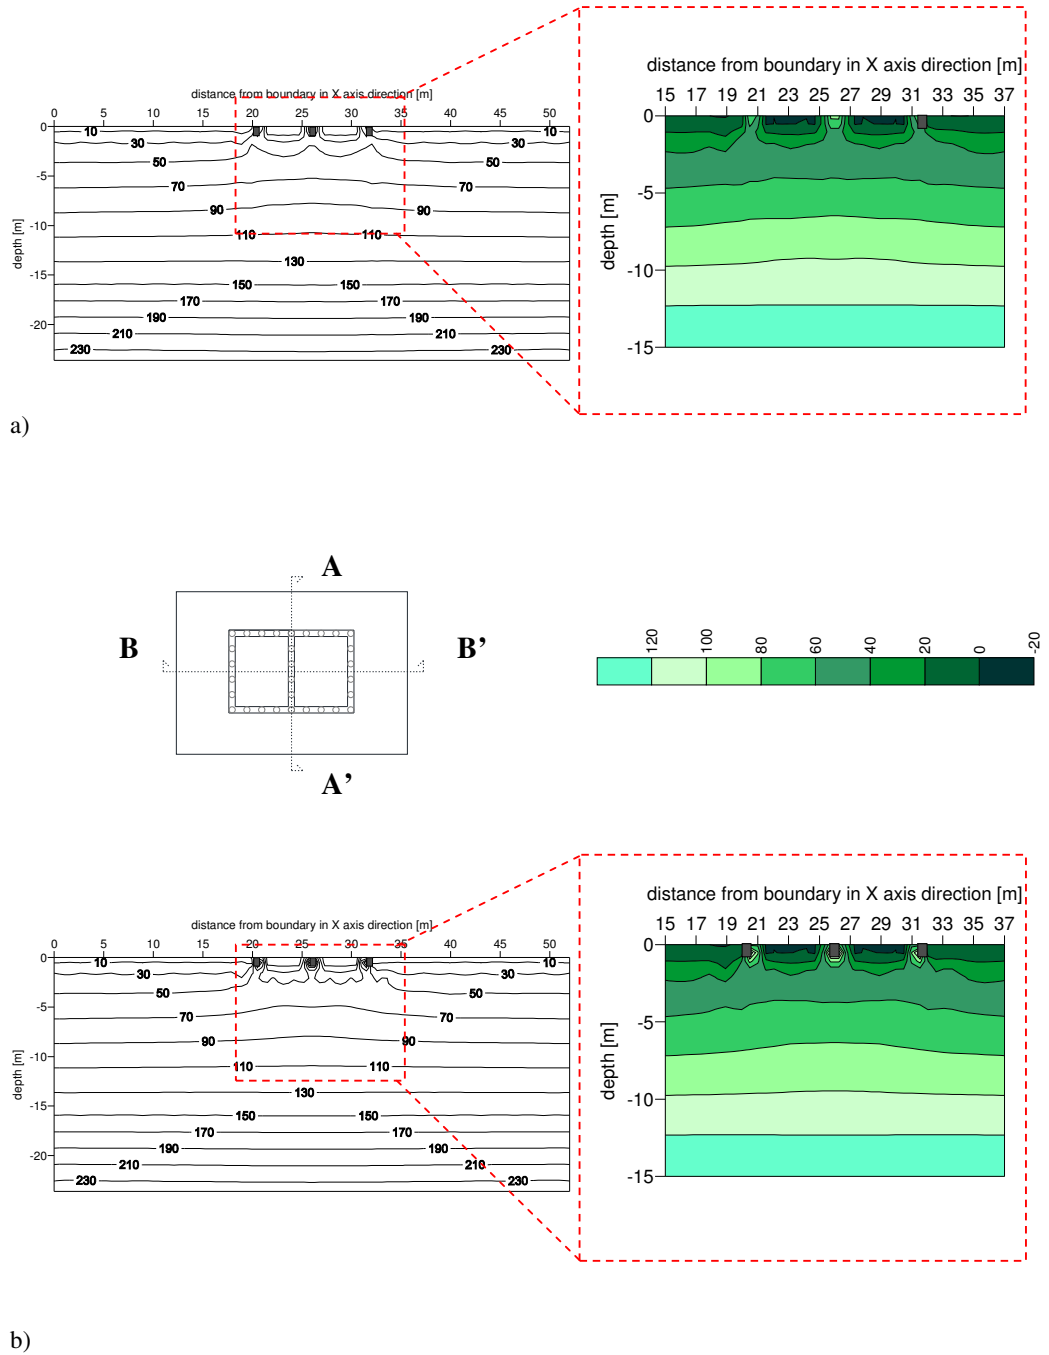 distance from boundary in X axis direction [m]
0 5 10 15 20 25 30 35 40 45 50
0 -5 -10 -15 -20
depth [m]
10 10
30 30
50 50
70 70
90 90
110 110
130
150 150
170 170
190 190
210 210
230 230
distance from boundary in X axis direction [m]
15 17 19 21 23 25 27 29 31 33 35 37
0 -5 -10 -15
depth [m]
a)
A
B B'
A'
120 100 80 60 40 20 0 -20
distance from boundary in X axis direction [m]
0 5 10 15 20 25 30 35 40 45 50
0 -5 -10 -15 -20
depth [m]
10 10
30 30
50 50
70 70
90 90
110 110
130
150 150
170 170
190 190
210 210
230 230
distance from boundary in X axis direction [m]
15 17 19 21 23 25 27 29 31 33 35 37
0 -5 -10 -15
depth [m]
b)